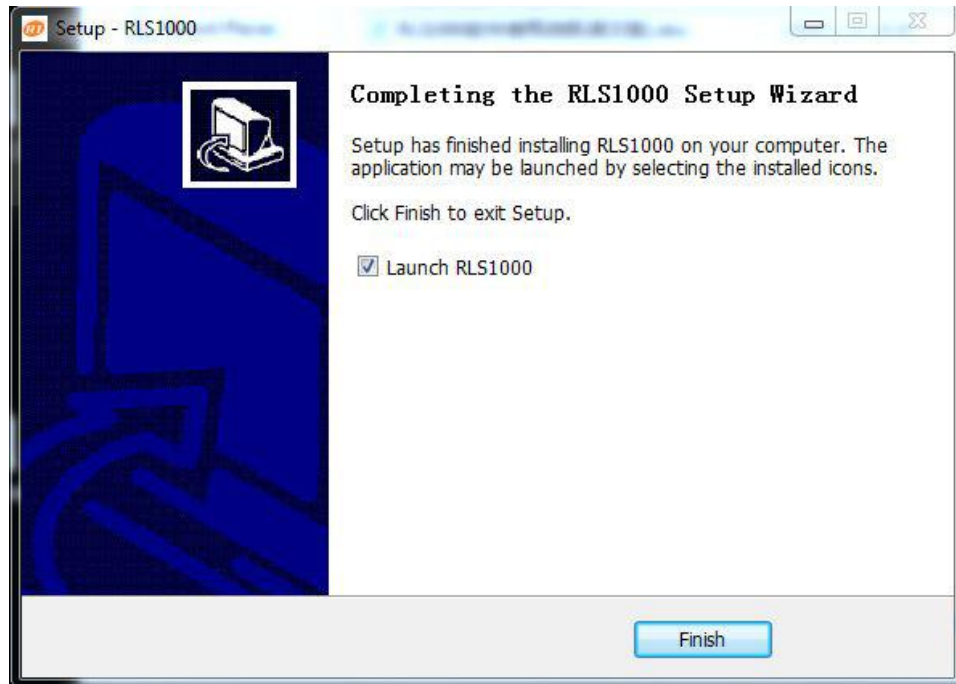 Setup - RLS1000
Completing the RLS1000 Setup Wizard
Setup has finished installing RLS1000 on your computer. The
application may be launched by selecting the installed icons.
Click Finish to exit Setup.
Launch RLS1000
Finish